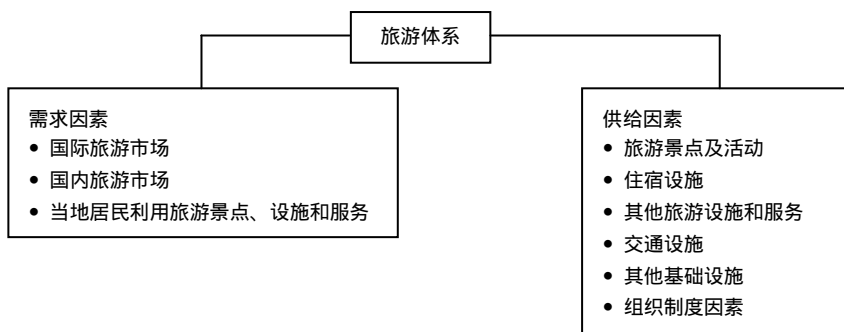 旅游体系
需求因素
• 国际旅游市场
• 国内旅游市场
• 当地居民利用旅游景点、设施和服务
供给因素
• 旅游景点及活动
• 住宿设施
• 其他旅游设施和服务
• 交通设施
• 其他基础设施
• 组织制度因素